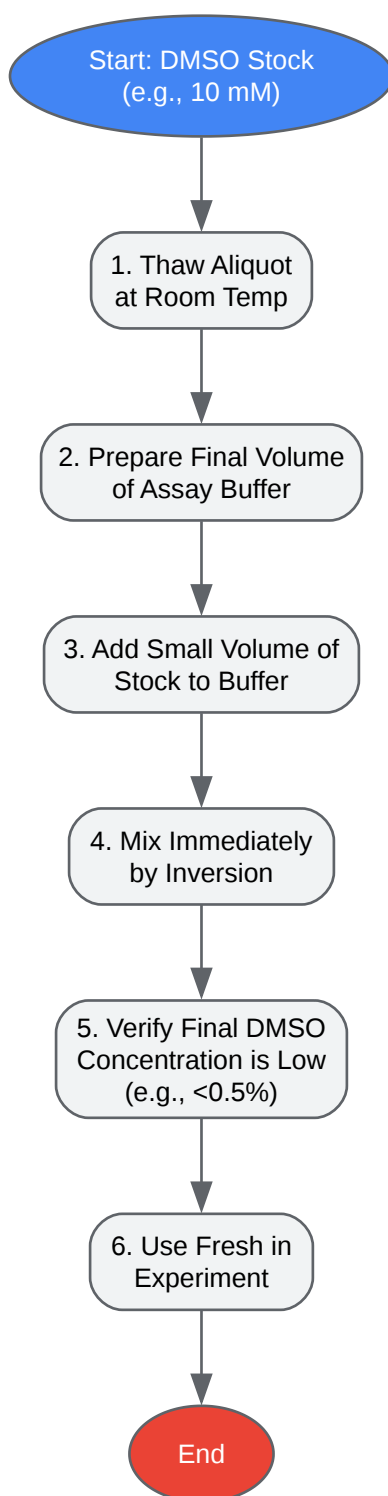 Start: DMSO Stock
(e.g., 10 mM)
1. Thaw Aliquot
at Room Temp
2. Prepare Final Volume
of Assay Buffer
3. Add Small Volume of
Stock to Buffer
4. Mix Immediately
by Inversion
5. Verify Final DMSO
Concentration is Low
(e.g., <0.5%)
6. Use Fresh in
Experiment
End